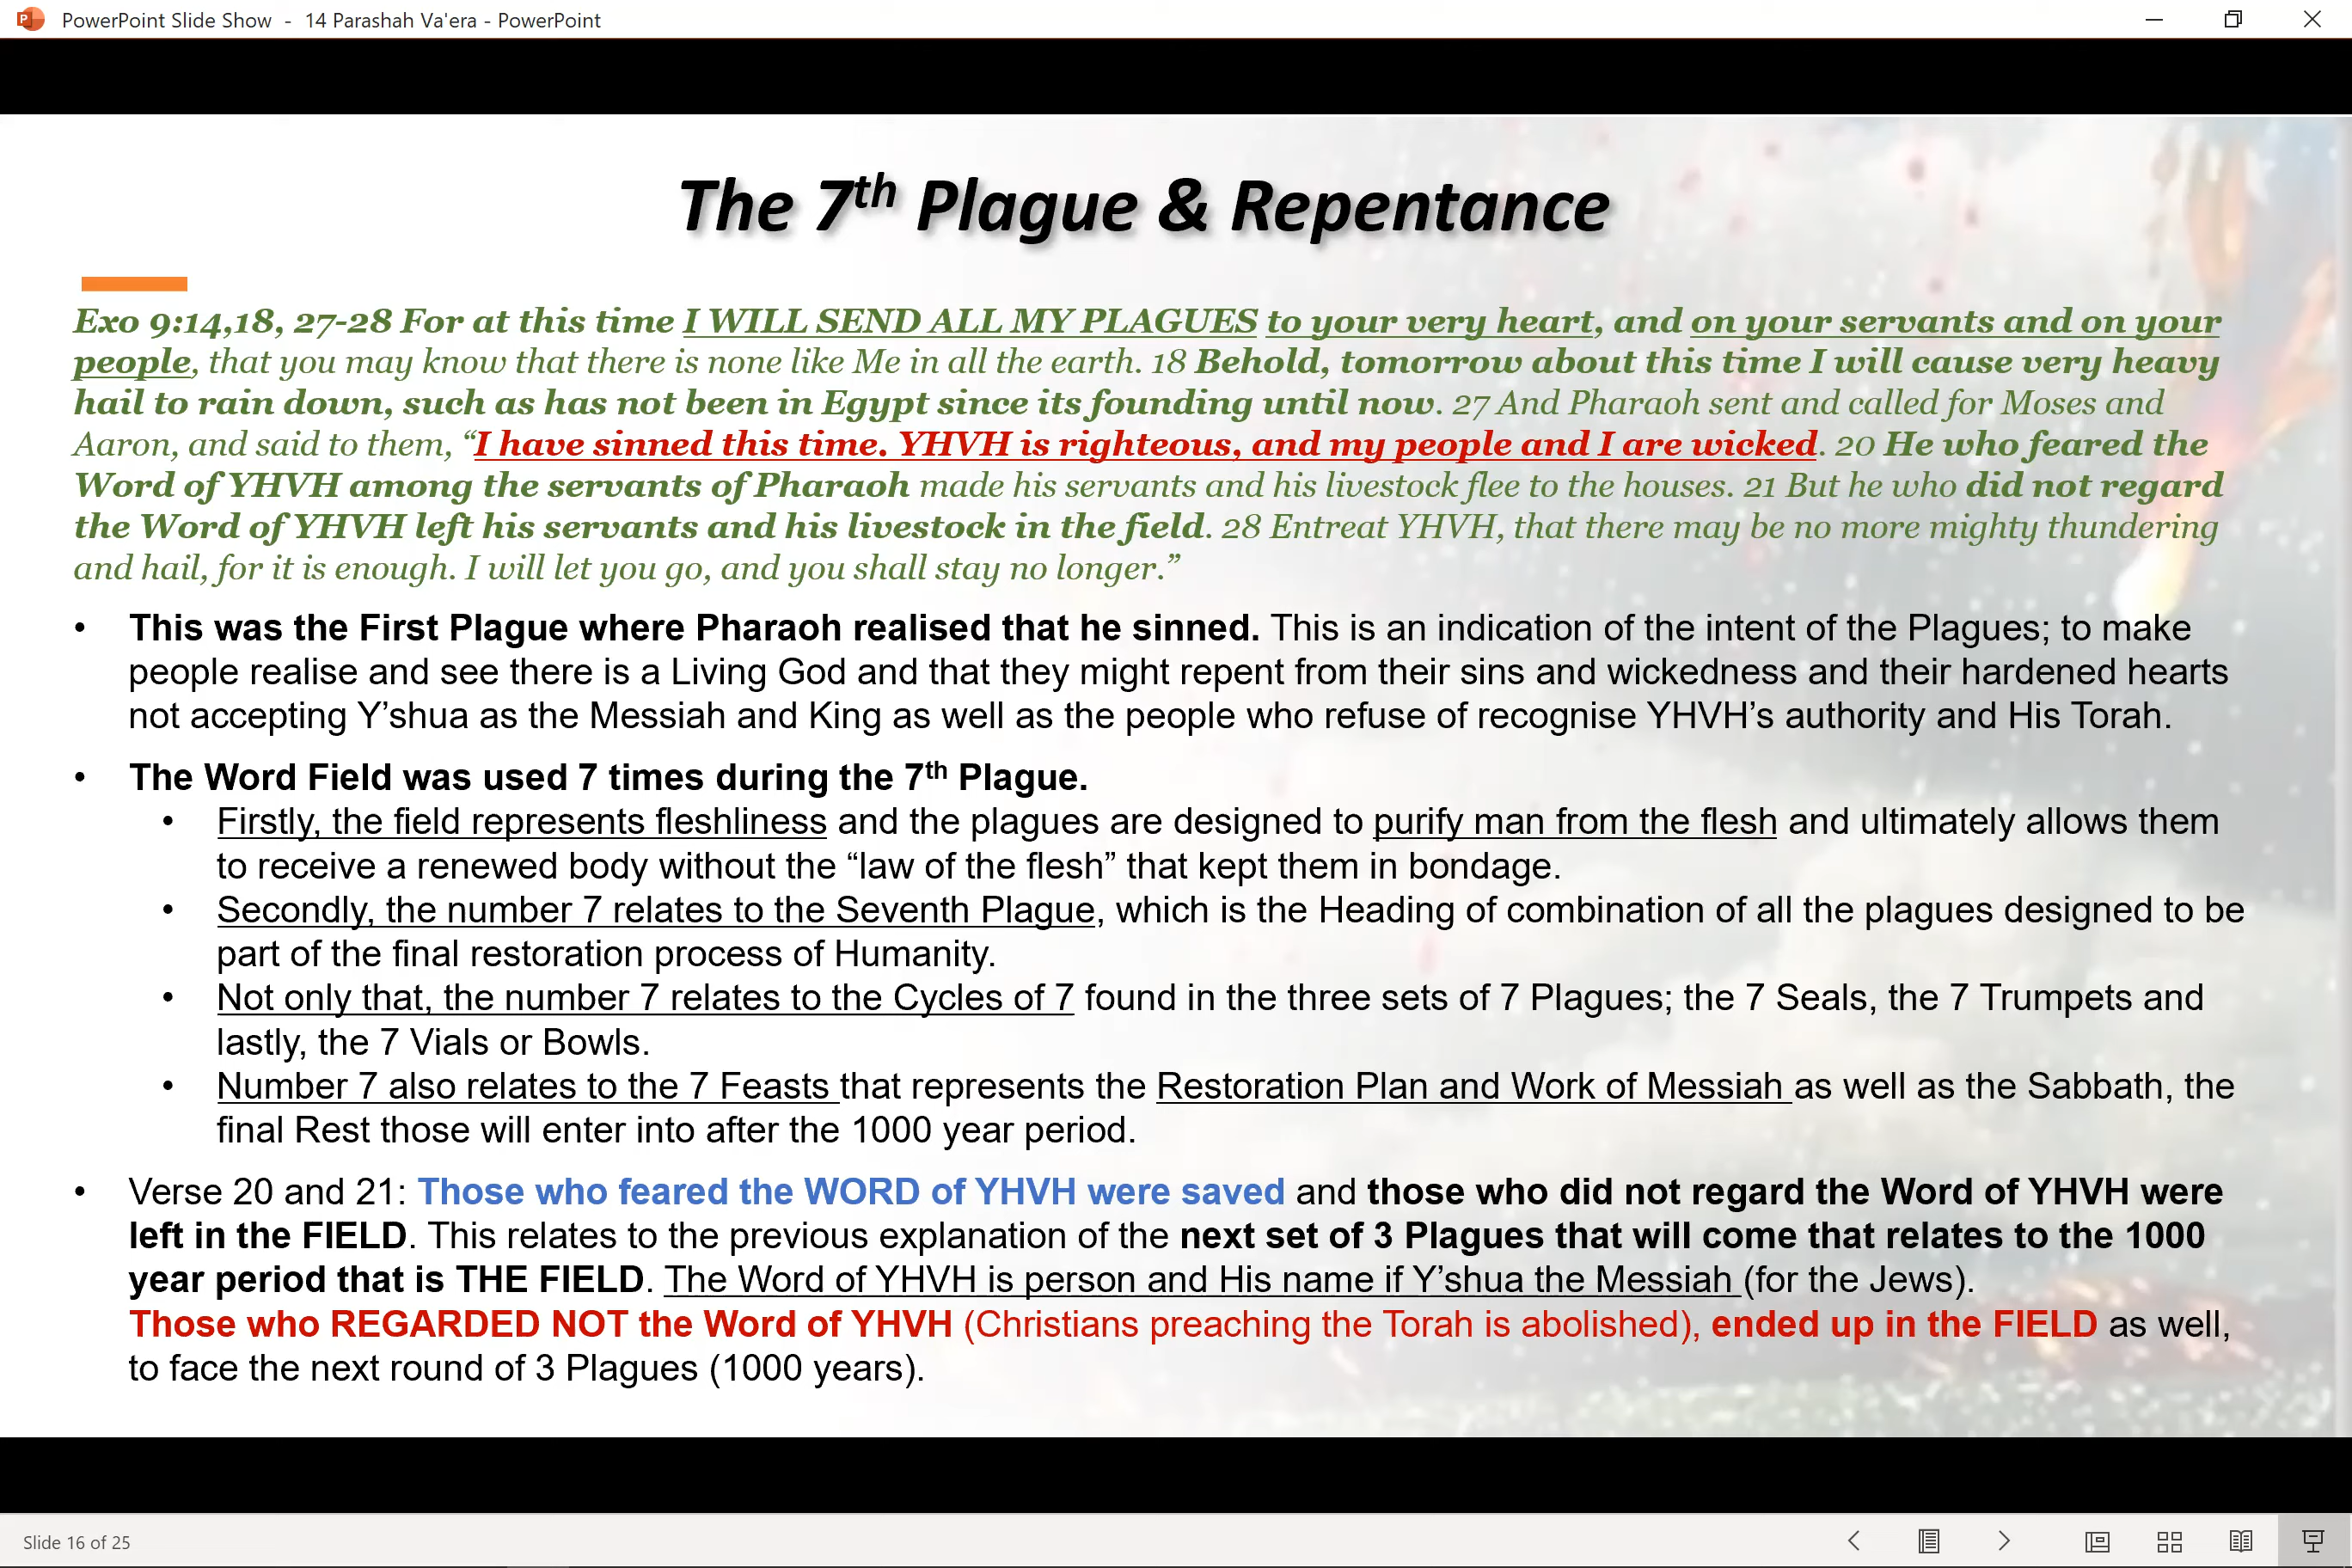 PowerPoint Slide Show - 14 Parashah Va'era - PowerPoint
The 7th Plague & Repentance
Exo 9:14,18, 27-28 For at this time I WILL SEND ALL MY PLAGUES to your very heart, and on your servants and on your
people, that you may know that there is none like Me in all the earth. 18 Behold, tomorrow about this time I will cause very heavy
hail to rain down, such as has not been in Egypt since its founding until now. 27 And Pharaoh sent and called for Moses and
Aaron, and said to them, “I have sinned this time. YHVH is righteous, and my people and I are wicked. 20 He who feared the
Word of YHVH among the servants of Pharaoh made his servants and his livestock flee to the houses. 21 But he who did not regard
the Word of YHVH left his servants and his livestock in the field. 28 Entreat YHVH, that there may be no more mighty thundering
and hail, for it is enough. I will let you go, and you shall stay no longer.”
• This was the First Plague where Pharaoh realised that he sinned. This is an indication of the intent of the Plagues; to make
people realise and see there is a Living God and that they might repent from their sins and wickedness and their hardened hearts
not accepting Y’shua as the Messiah and King as well as the people who refuse of recognise YHVH’s authority and His Torah.
• The Word Field was used 7 times during the 7th Plague.
• Firstly, the field represents fleshliness and the plagues are designed to purify man from the flesh and ultimately allows them
to receive a renewed body without the “law of the flesh” that kept them in bondage.
• Secondly, the number 7 relates to the Seventh Plague, which is the Heading of combination of all the plagues designed to be
part of the final restoration process of Humanity.
• Not only that, the number 7 relates to the Cycles of 7 found in the three sets of 7 Plagues; the 7 Seals, the 7 Trumpets and
lastly, the 7 Vials or Bowls.
• Number 7 also relates to the 7 Feasts that represents the Restoration Plan and Work of Messiah as well as the Sabbath, the
final Rest those will enter into after the 1000 year period.
• Verse 20 and 21: Those who feared the WORD of YHVH were saved and those who did not regard the Word of YHVH were
left in the FIELD. This relates to the previous explanation of the next set of 3 Plagues that will come that relates to the 1000
year period that is THE FIELD. The Word of YHVH is person and His name if Y’shua the Messiah (for the Jews).
Those who REGARDED NOT the Word of YHVH (Christians preaching the Torah is abolished), ended up in the FIELD as well,
to face the next round of 3 Plagues (1000 years).
Slide 16 of 25